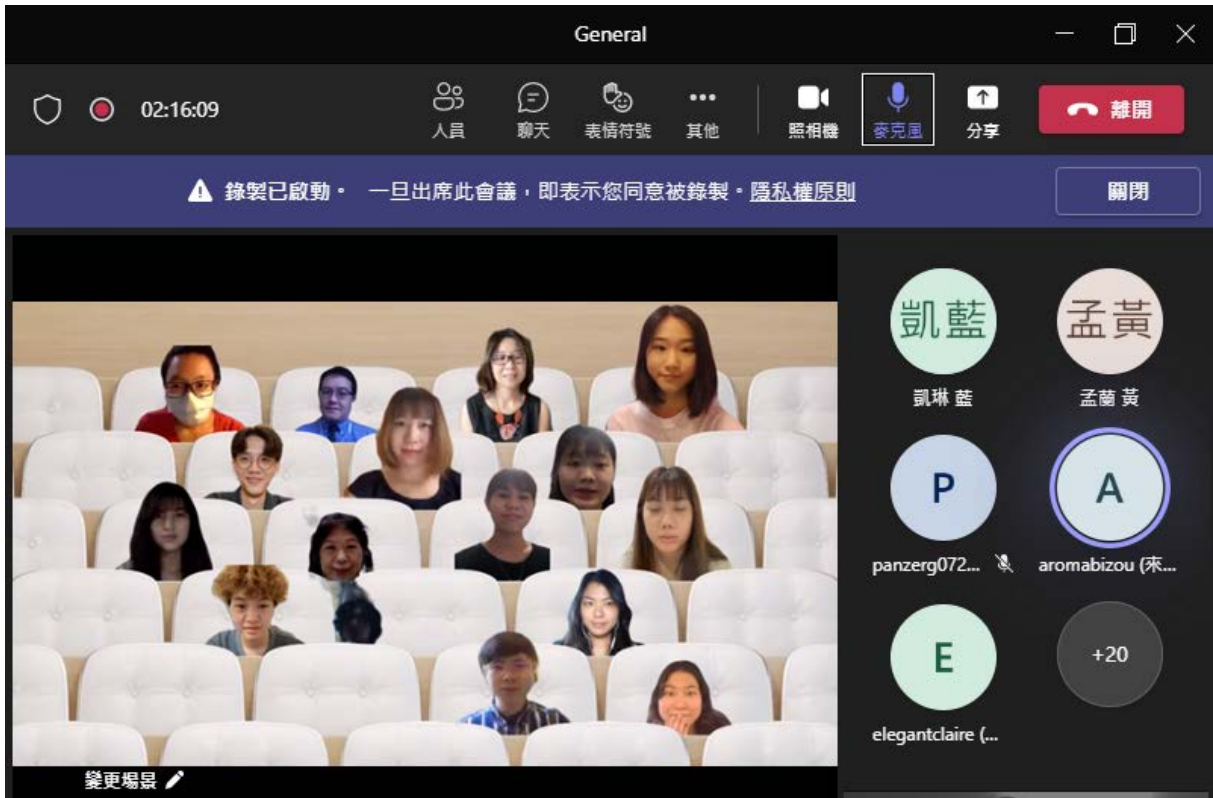 General
02:16:09
人員
聊天
表情符號
其他
照相機
麥克風
分享
離開
錄製已啟動。 一旦出席此會議，即表示您同意被錄製。隱私權原則
關閉
凱藍
凱琳 藍
孟黃
孟蘭 黃
P
panzerg072...
A
aromabizou (來...
E
elegantclaire (...
+20
變更場景